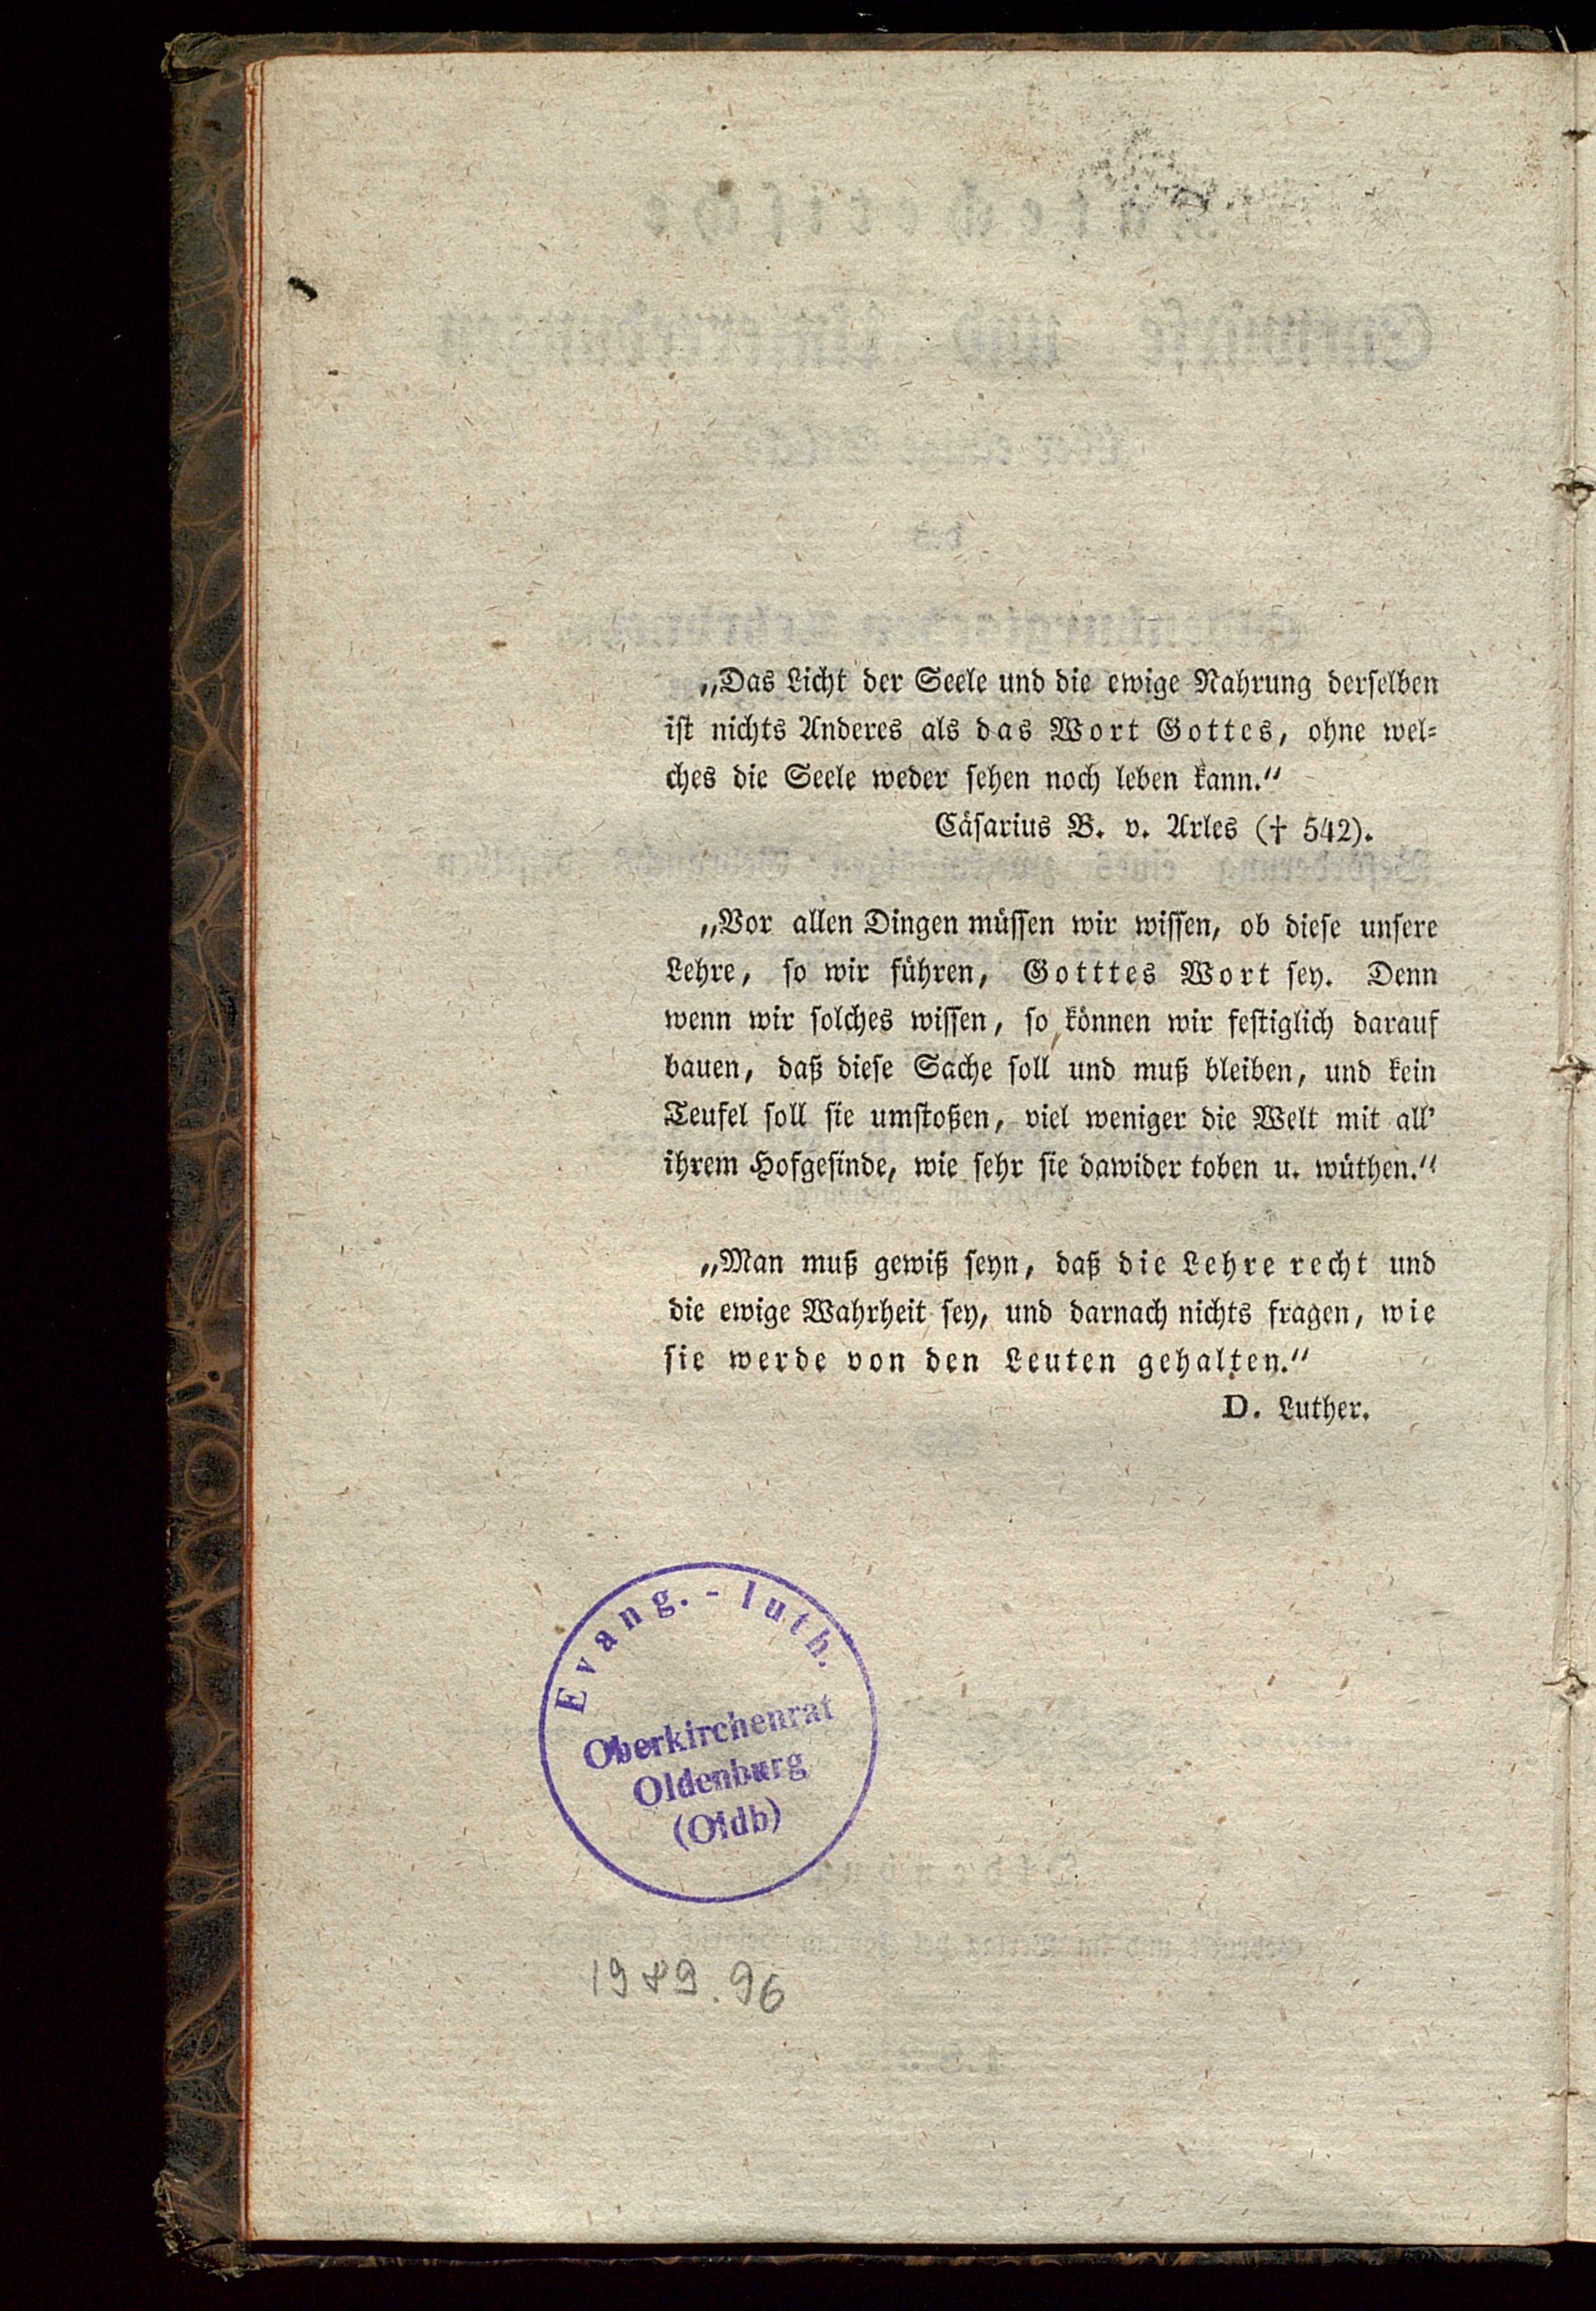 „Das Licht der Seele und die ewige Nahrung derselben
ist nichts Anderes als das Wort Gottes, ohne wel-
ches die Seele weder sehen noch leben kann.“
Cäsarius B. v. Arles († 542).
„Vor allen Dingen müssen wir wissen, ob diese unsere
Lehre, so wir führen, Gotttes Wort sey. Denn
wenn wir solches wissen, so können wir festiglich darauf
bauen, daß diese Sache soll und muß bleiben, und kein
Teufel soll sie umstoßen, viel weniger die Welt mit all'
ihrem Hofgesinde, wie sehr sie dawider toben u. wüthen.“
„Man muß gewiß seyn, daß die Lehre recht und
die ewige Wahrheit sey, und darnach nichts fragen, wie
sie werde von den Leuten gehalten.“
D. Luther.
Evang.-luth.
Oberkirchenrat
Oldenburg
(Oldb)
1989.96